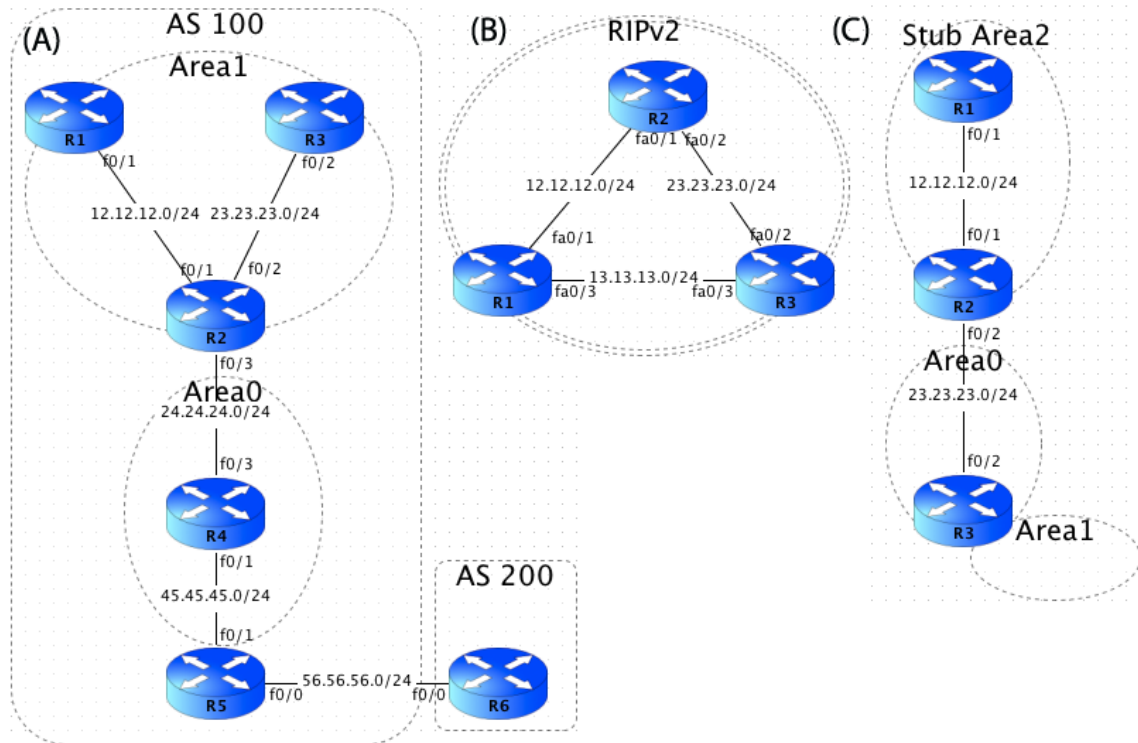 (A)
AS 100
Area1
R1
R3
f0/1
f0/2
12.12.12.0/24
23.23.23.0/24
f0/1
f0/2
R2
f0/3
Area0
24.24.24.0/24
f0/3
R4
f0/1
45.45.45.0/24
f0/1
R5
f0/0
56.56.56.0/24
f0/0
AS 200
R6
(B)
RIPv2
R2
fa0/1
fa0/2
12.12.12.0/24
23.23.23.0/24
fa0/1
fa0/2
R1
13.13.13.0/24
R3
fa0/3
fa0/3
(C)
Stub Area2
R1
f0/1
12.12.12.0/24
f0/1
R2
f0/2
Area0
23.23.23.0/24
f0/2
R3
Area1